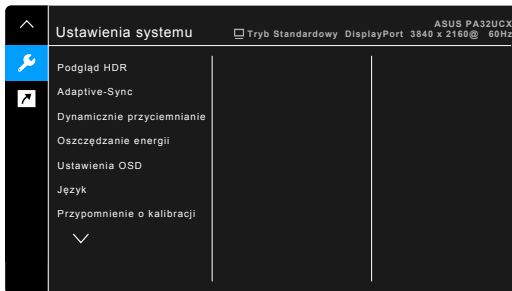 ASUS PA32UCX
Ustawienia systemu
Tryb Standardowy DisplayPort 3840 x 2160@ 60Hz
Podgląd HDR
Adaptive-Sync
Dynamicznie przyciemnianie
Oszczędzanie energii
Ustawienia OSD
Język
Przypomnienie o kalibracji